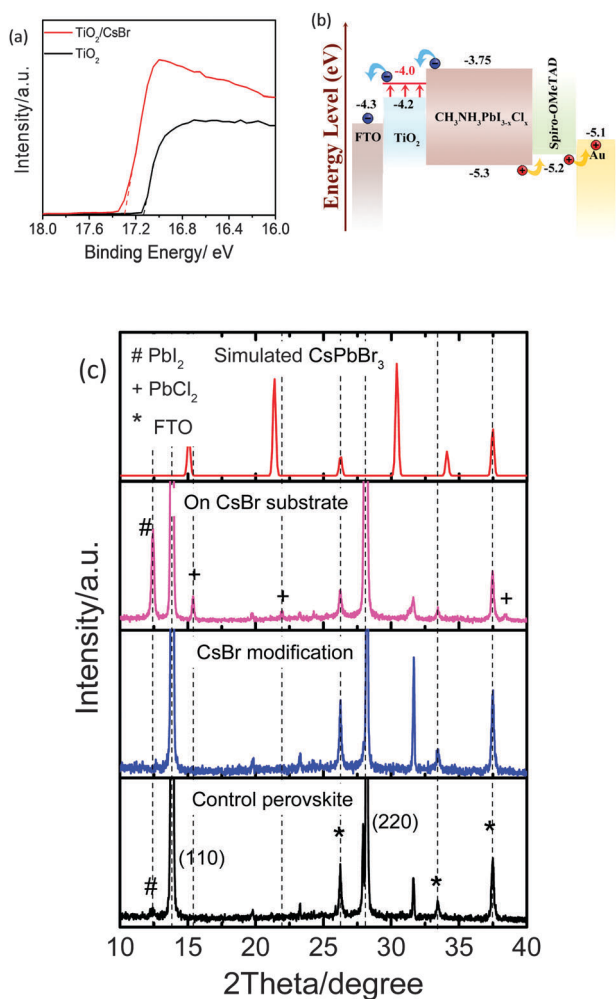 (a)
TiO2/CsBr
TiO2
Intensity/a.u.
18.0 17.6 17.2 16.8 16.4 16.0
Binding Energy/ eV
(b)
Energy Level (eV)
-4.3
FTO
-4.0
-4.2
TiO2
-3.75
CH3NH3PbI3-xClx
-5.3
Spiro-OMeTAD
-5.2
-5.1
Au
(c)
# PbI2
+ PbCl2
* FTO
Simulated CsPbBr3
On CsBr substrate
#
+
+
+
CsBr modification
Control perovskite
#
(110)
*
(220)
*
*
Intensity/a.u.
10 15 20 25 30 35 40
2Theta/degree